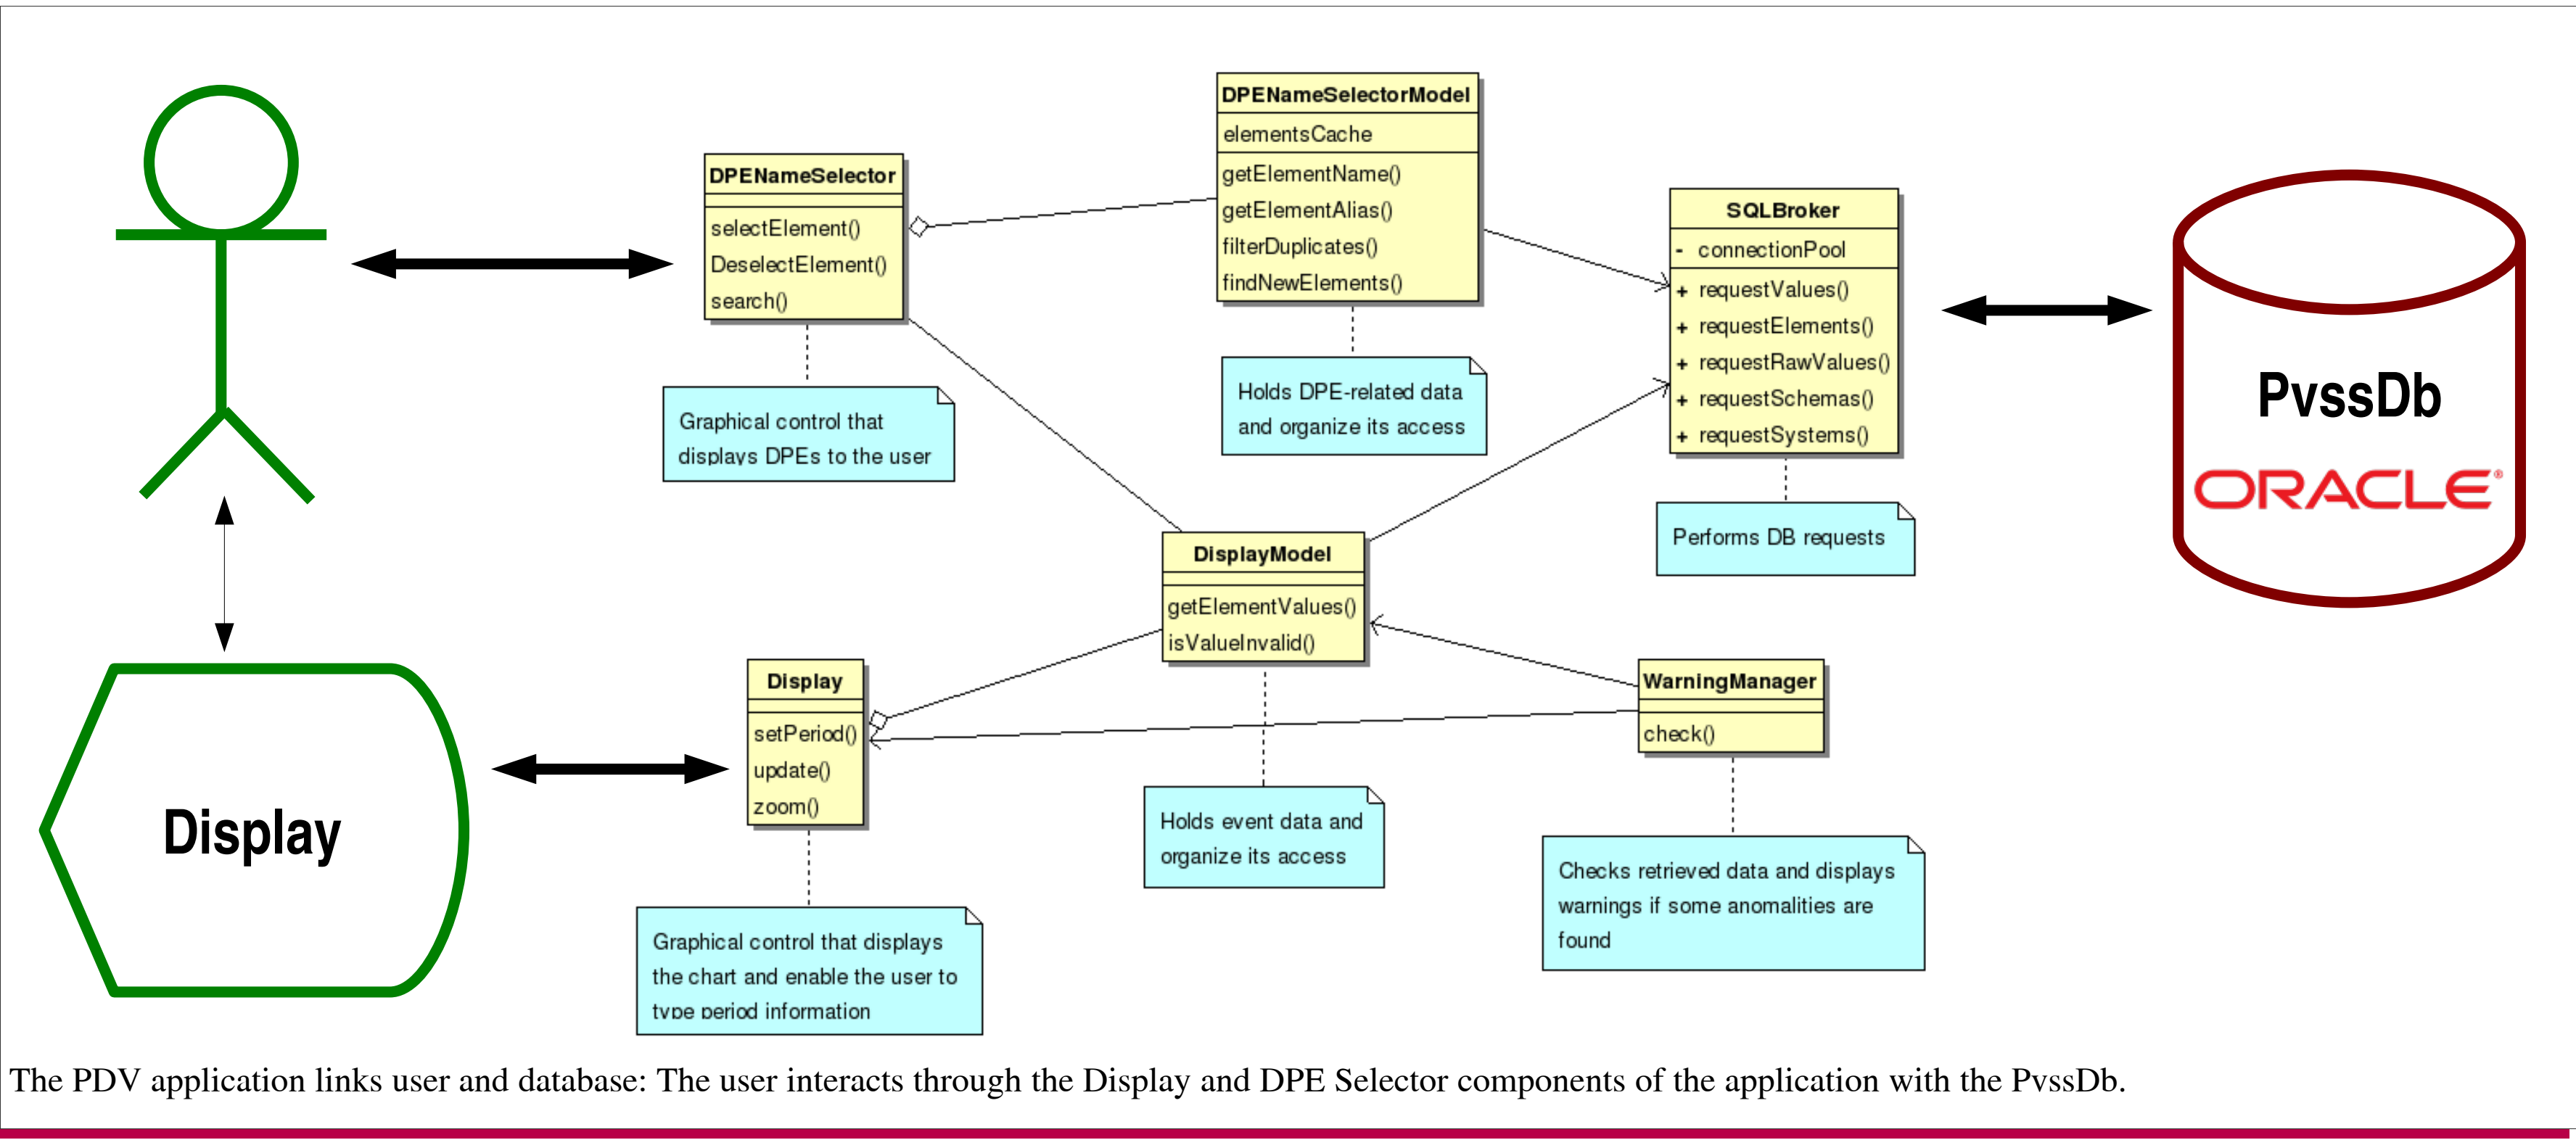 DPENameSelector
selectElement()
DeselectElement()
search()
Graphical control that
displays DPEs to the user
DPENameSelectorModel
elementsCache
getElementName()
getElementAlias()
filterDuplicates()
findNewElements()
Holds DPE-related data
and organize its access
SQLBroker
- connectionPool
+ requestValues()
+ requestElements()
+ requestRawValues()
+ requestSchemas()
+ requestSystems()
Performs DB requests
PvssDb
ORACLE®
DisplayModel
getElementValues()
isValueInvalid()
Holds event data and
organize its access
Display
Display
setPeriod()
update()
zoom()
Graphical control that displays
the chart and enable the user to
type period information
WarningManager
check()
Checks retrieved data and displays
warnings if some anomalities are
found
The PDV application links user and database: The user interacts through the Display and DPE Selector components of the application with the PvssDb.